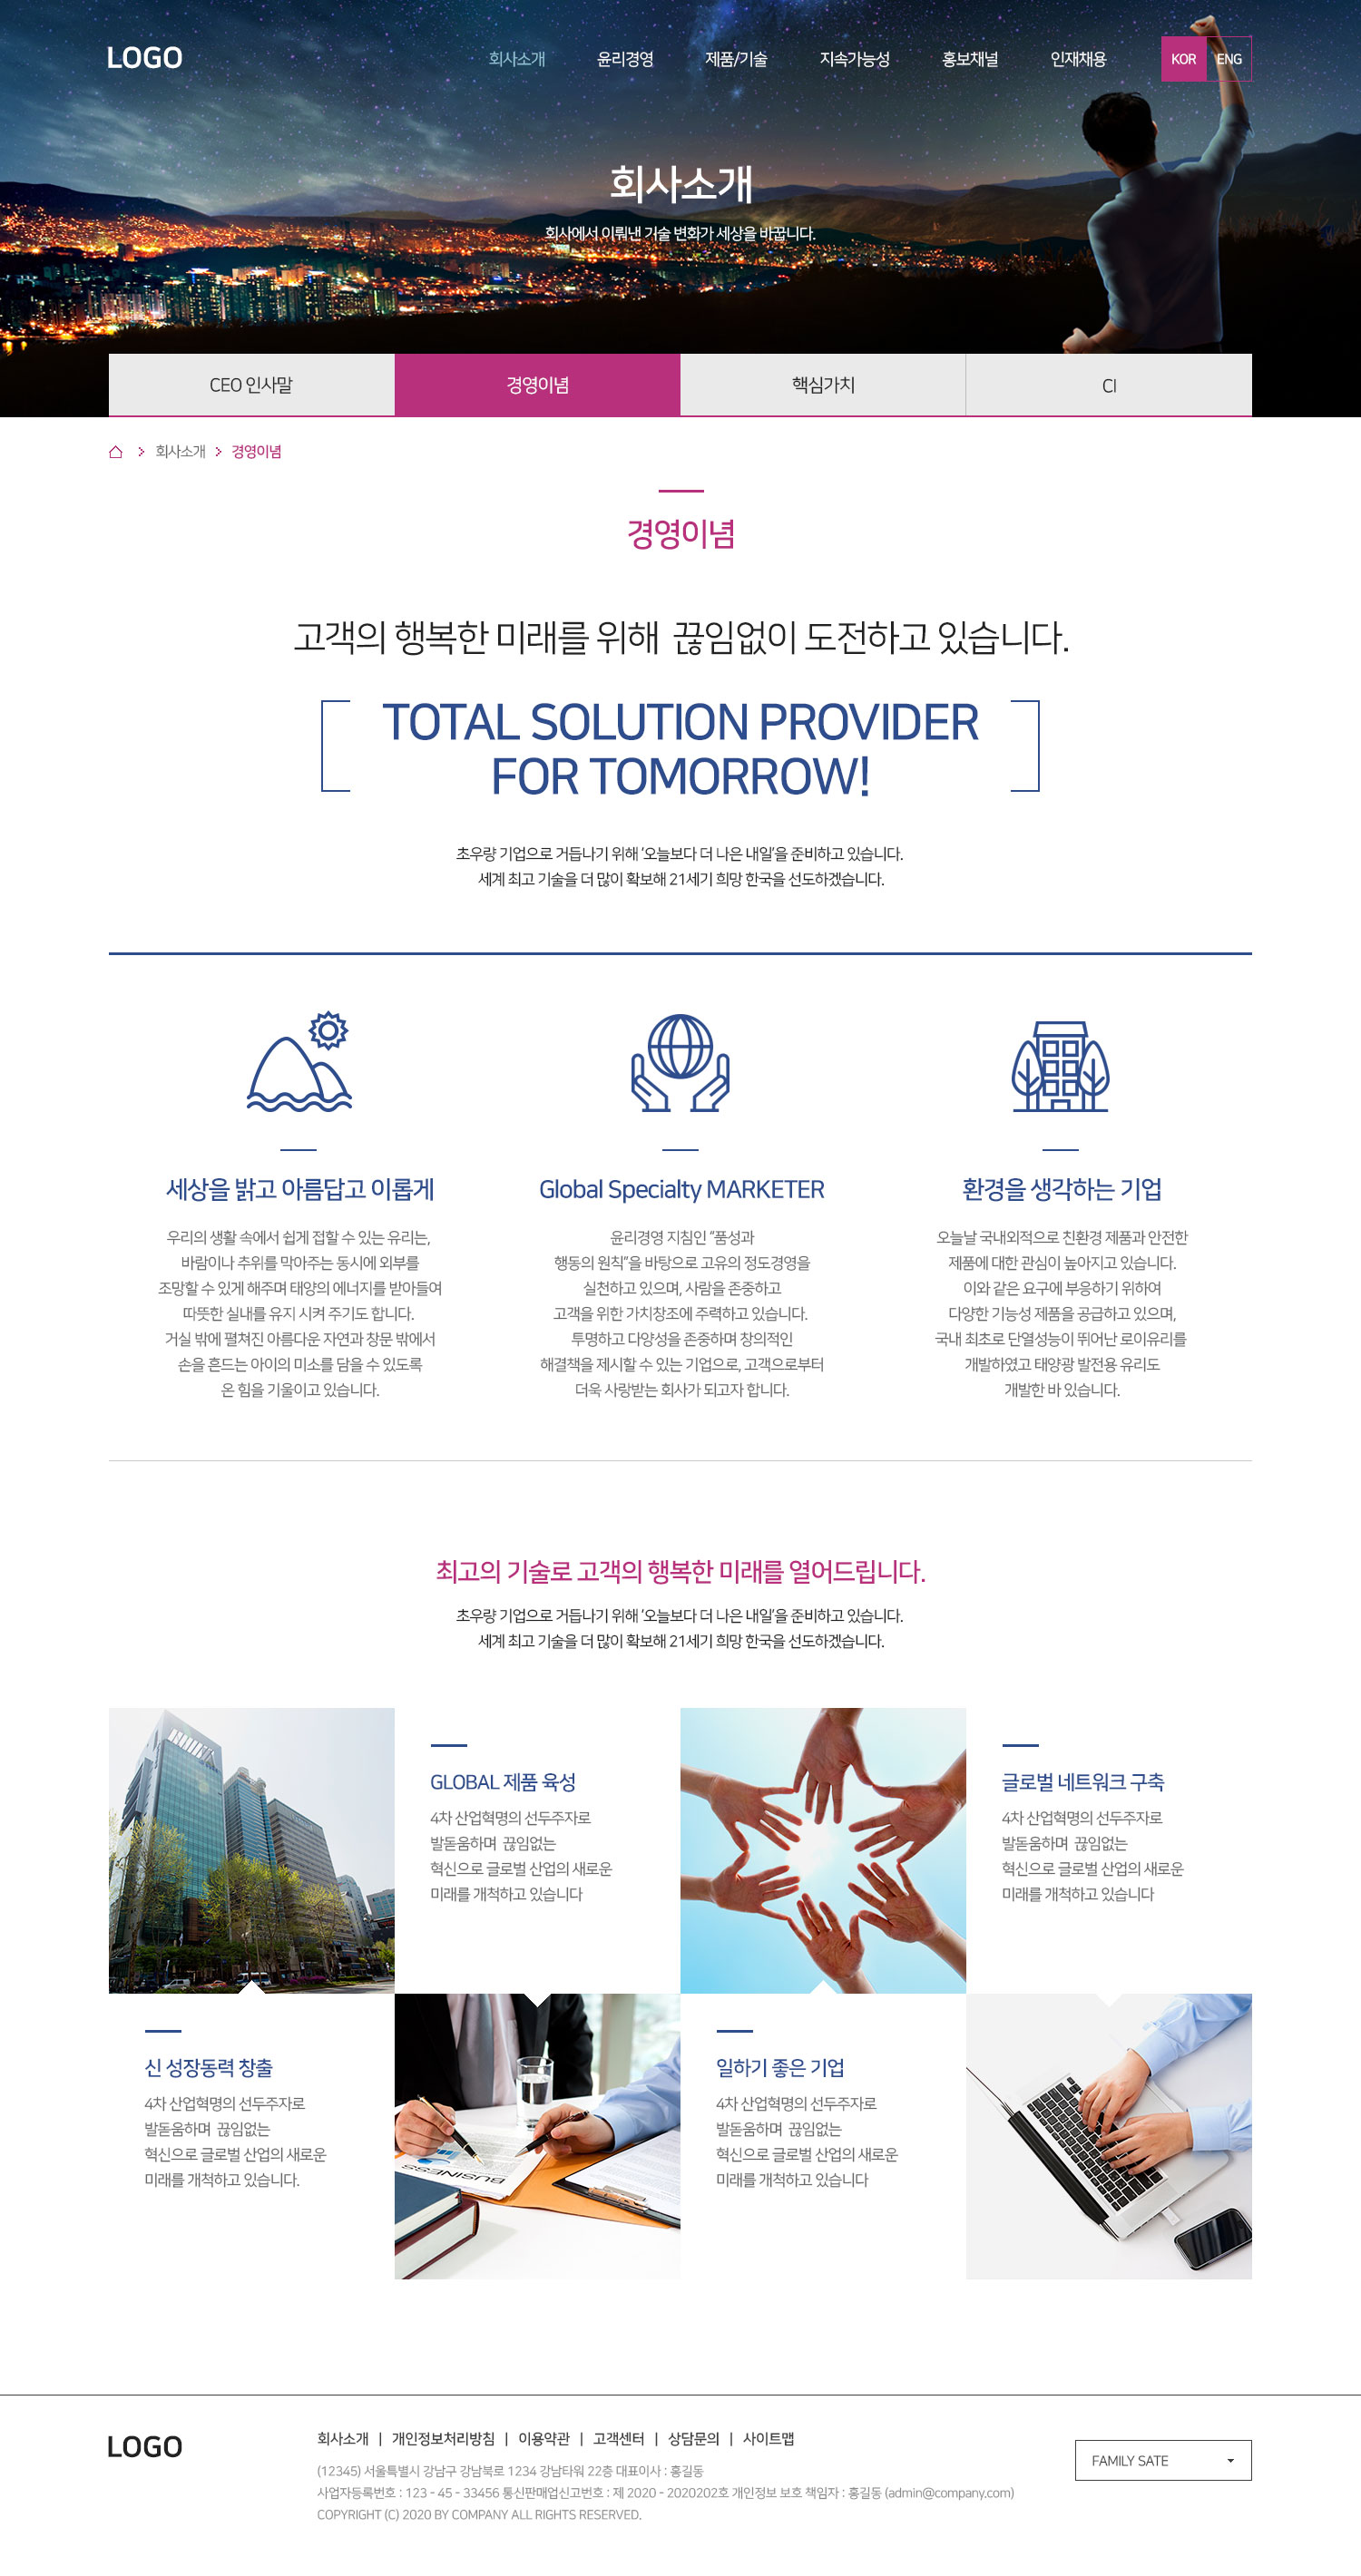 LOGO
회사소개 윤리경영 제품/기술 지속가능성 홍보채널 인재채용 KOR ENG
회사소개
회사에서 이뤄낸 기술 변화가 세상을 바꿉니다.
CEO 인사말 경영이념 핵심가치 CI
회사소개 경영이념
경영이념
고객의 행복한 미래를 위해 끊임없이 도전하고 있습니다.
TOTAL SOLUTION PROVIDER
FOR TOMORROW!
초우량 기업으로 거듭나기 위해 '오늘보다 더 나은 내일'을 준비하고 있습니다.
세계 최고 기술을 더 많이 확보해 21세기 희망 한국을 선도하겠습니다.
세상을 밝고 아름답고 이롭게
우리의 생활 속에서 쉽게 접할 수 있는 유리는,
바람이나 추위를 막아주는 동시에 외부를
조망할 수 있게 해주며 태양의 에너지를 받아들여
따뜻한 실내를 유지 시켜 주기도 합니다.
거실 밖에 펼쳐진 아름다운 자연과 창문 밖에서
손을 흔드는 아이의 미소를 담을 수 있도록
온 힘을 기울이고 있습니다.
Global Specialty MARKETER
윤리경영 지침인 "품성과
행동의 원칙"을 바탕으로 고유의 정도경영을
실천하고 있으며, 사람을 존중하고
고객을 위한 가치창조에 주력하고 있습니다.
투명하고 다양성을 존중하며 창의적인
해결책을 제시할 수 있는 기업으로, 고객으로부터
더욱 사랑받는 회사가 되고자 합니다.
환경을 생각하는 기업
오늘날 국내외적으로 친환경 제품과 안전한
제품에 대한 관심이 높아지고 있습니다.
이와 같은 요구에 부응하기 위하여
다양한 기능성 제품을 공급하고 있으며,
국내 최초로 단열성능이 뛰어난 로이유리를
개발하였고 태양광 발전용 유리도
개발한 바 있습니다.
최고의 기술로 고객의 행복한 미래를 열어드립니다.
초우량 기업으로 거듭나기 위해 '오늘보다 더 나은 내일'을 준비하고 있습니다.
세계 최고 기술을 더 많이 확보해 21세기 희망 한국을 선도하겠습니다.
GLOBAL 제품 육성
4차 산업혁명의 선두주자로
발돋움하며 끊임없는
혁신으로 글로벌 산업의 새로운
미래를 개척하고 있습니다
글로벌 네트워크 구축
4차 산업혁명의 선두주자로
발돋움하며 끊임없는
혁신으로 글로벌 산업의 새로운
미래를 개척하고 있습니다
신 성장동력 창출
4차 산업혁명의 선두주자로
발돋움하며 끊임없는
혁신으로 글로벌 산업의 새로운
미래를 개척하고 있습니다.
BUSINESS
일하기 좋은 기업
4차 산업혁명의 선두주자로
발돋움하며 끊임없는
혁신으로 글로벌 산업의 새로운
미래를 개척하고 있습니다
LOGO
회사소개 | 개인정보처리방침 | 이용약관 | 고객센터 | 상담문의 | 사이트맵
(12345) 서울특별시 강남구 강남북로 1234 강남타워 22층 대표이사 : 홍길동
사업자등록번호 : 123 - 45 - 33456 통신판매업신고번호 : 제 2020 - 2020202호 개인정보 보호 책임자 : 홍길동 (admin@company.com)
COPYRIGHT (C) 2020 BY COMPANY ALL RIGHTS RESERVED.
FAMILY SATE